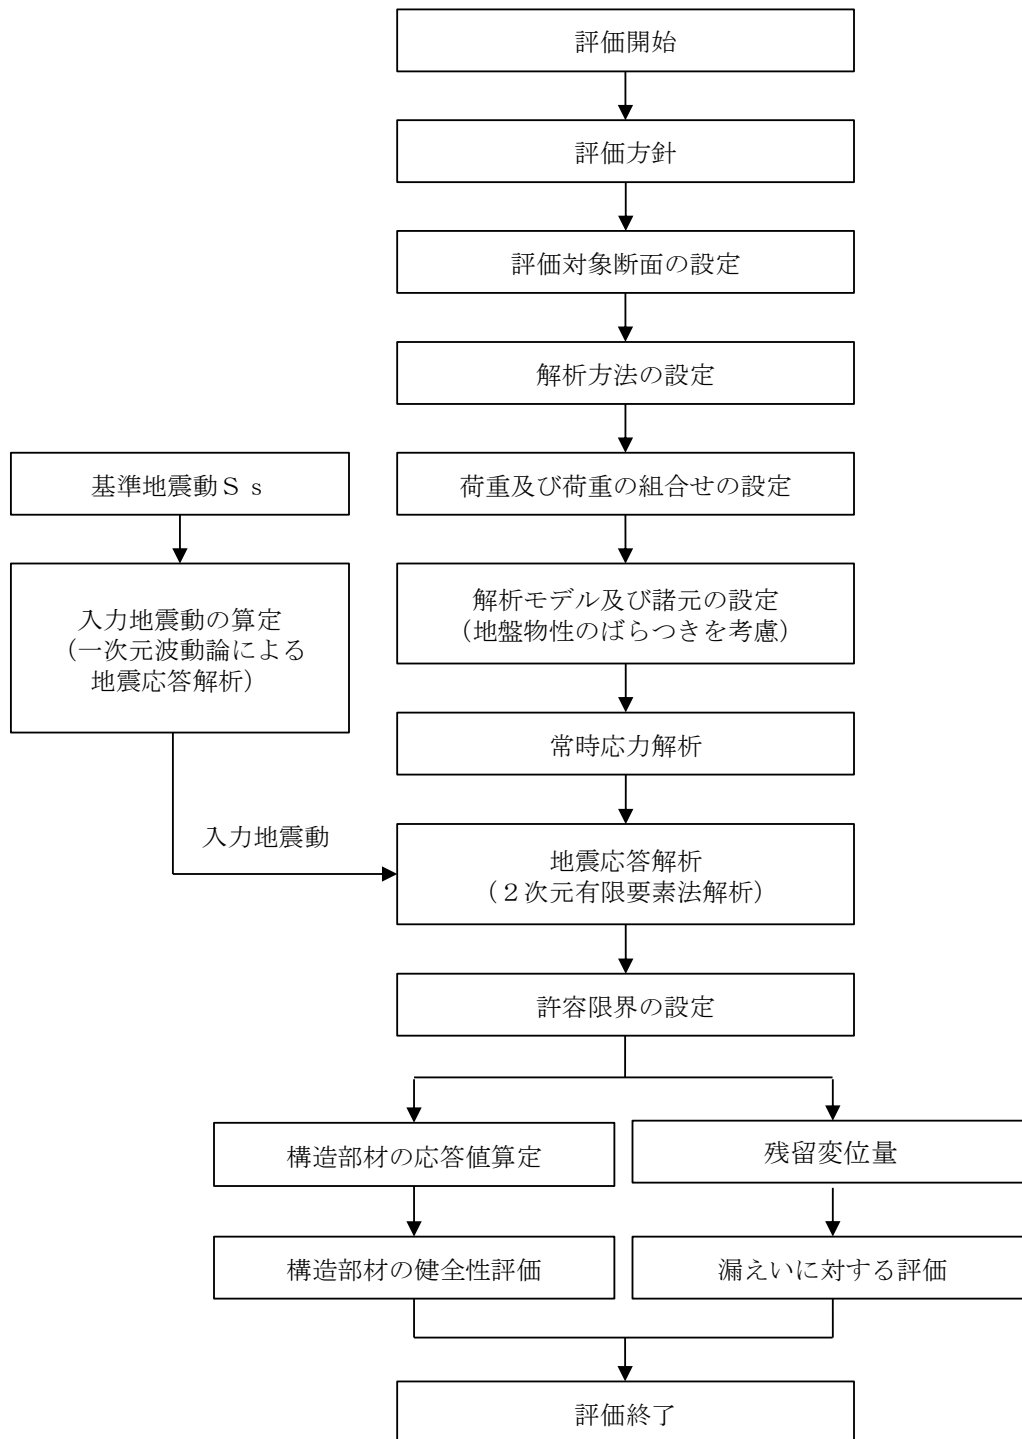 評価開始
評価方針
評価対象断面の設定
解析方法の設定
基準地震動Ｓｓ
荷重及び荷重の組合せの設定
入力地震動の算定
（一次元波動論による
地震応答解析）
解析モデル及び諸元の設定
（地盤物性のばらつきを考慮）
常時応力解析
入力地震動
地震応答解析
（２次元有限要素法解析）
許容限界の設定
構造部材の応答値算定
残留変位量
構造部材の健全性評価
漏えいに対する評価
評価終了